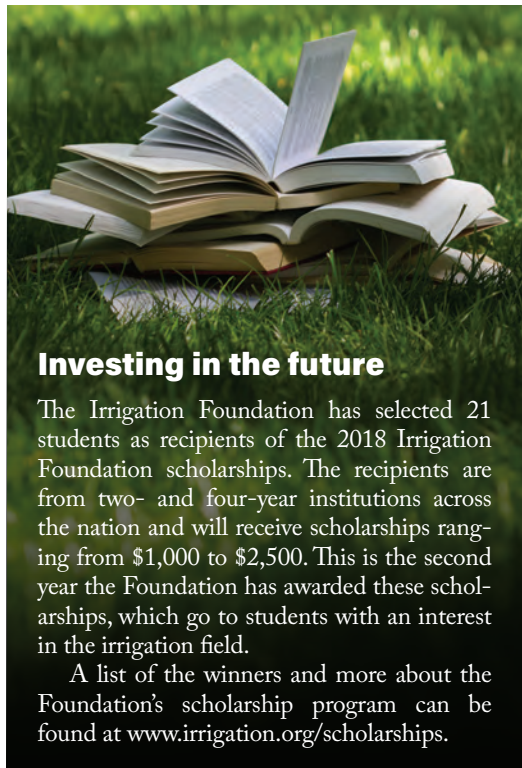 Investing in the future
The Irrigation Foundation has selected 21
students as recipients of the 2018 Irrigation
Foundation scholarships. The recipients are
from two- and four-year institutions across
the nation and will receive scholarships rang-
ing from $1,000 to $2,500. This is the second
year the Foundation has awarded these schol-
arships, which go to students with an interest
in the irrigation field.
A list of the winners and more about the
Foundation’s scholarship program can be
found at www.irrigation.org/scholarships.